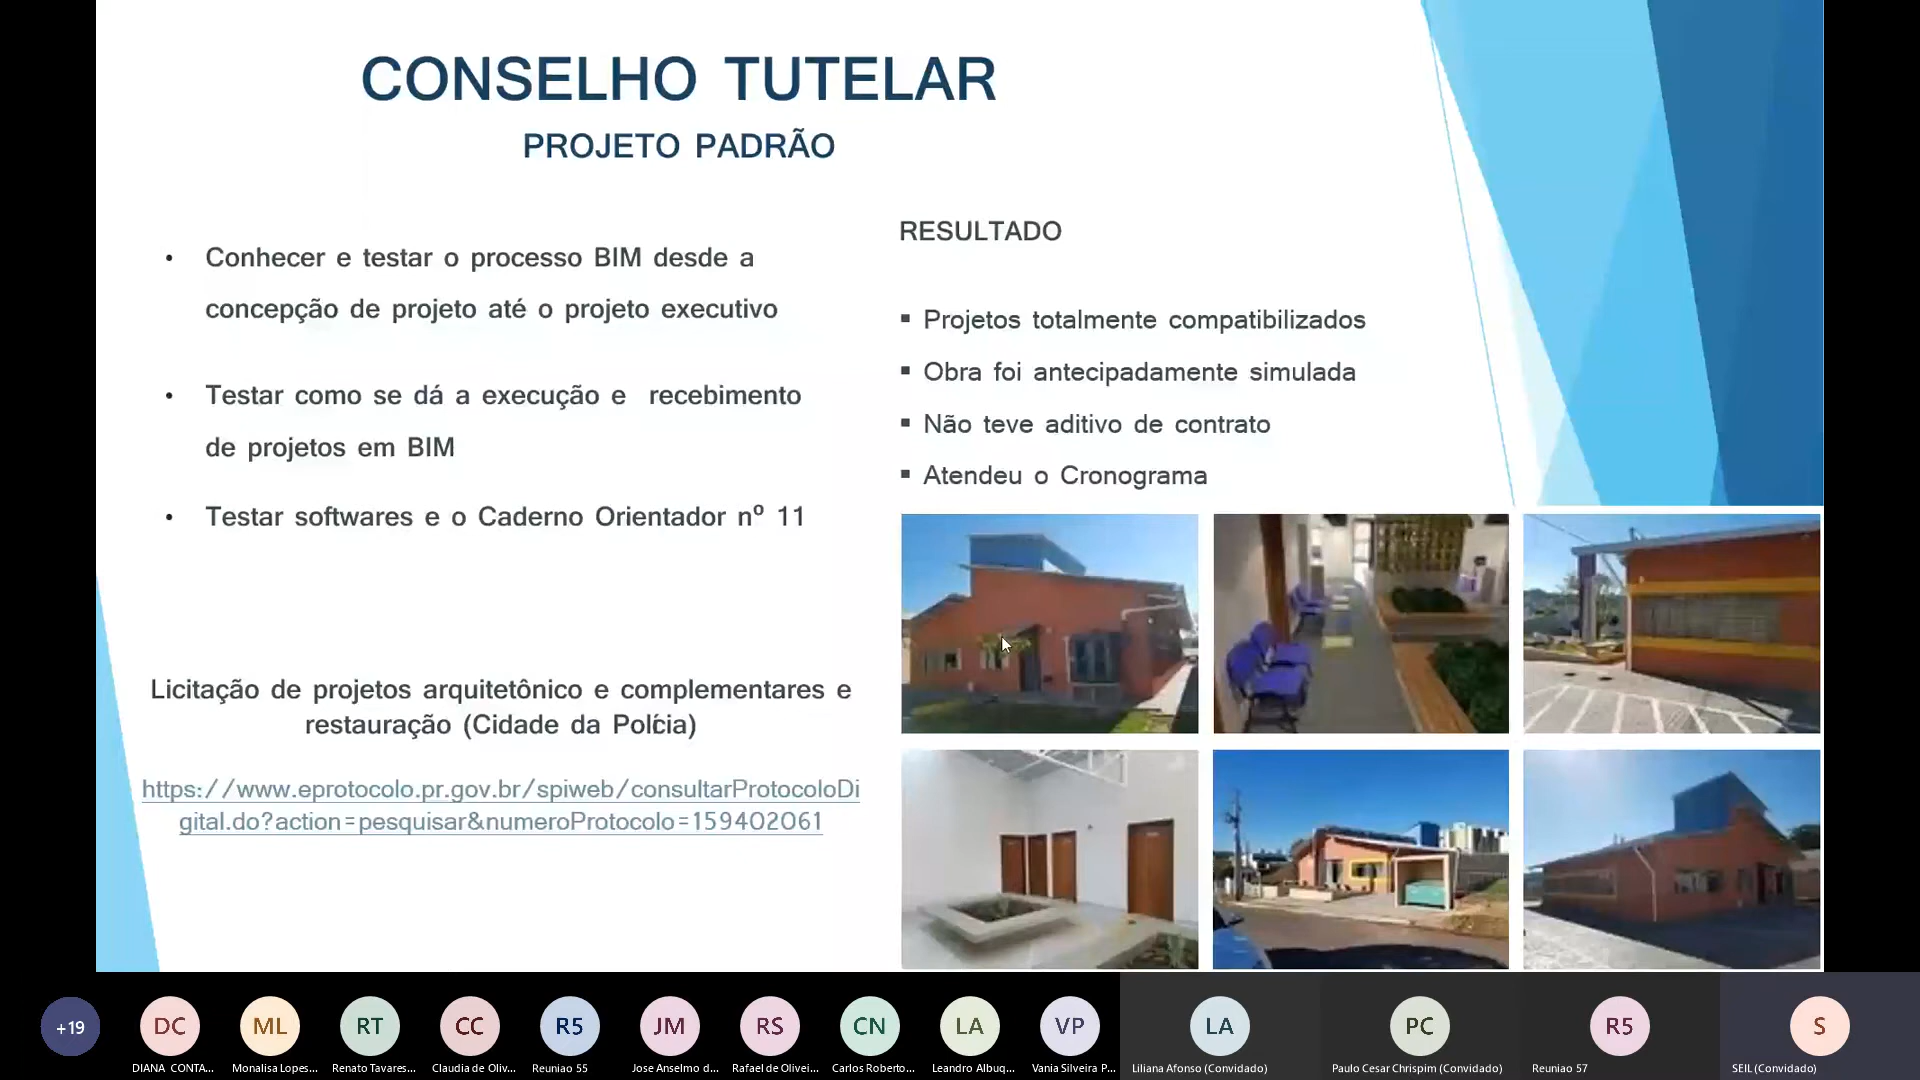 CONSELHO TUTELAR
PROJETO PADRÃO
• Conhecer e testar o processo BIM desde a
concepção de projeto até o projeto executivo
• Testar como se dá a execução e recebimento
de projetos em BIM
• Testar softwares e o Caderno Orientador nº 11
Licitação de projetos arquitetônico e complementares e
restauração (Cidade da Polícia)
https://www.eprotocolo.pr.gov.br/spiweb/consultarProtocoloDi
gital.do?action=pesquisar&numeroProtocolo=159402061
RESULTADO
▪ Projetos totalmente compatibilizados
▪ Obra foi antecipadamente simulada
▪ Não teve aditivo de contrato
▪ Atendeu o Cronograma
+19
DC
DIANA CONTA...
ML
Monalisa Lopes...
RT
Renato Tavares...
CC
Claudia de Oliv...
R5
Reuniao 55
JM
Jose Anselmo d...
RS
Rafael de Olivei...
CN
Carlos Roberto...
LA
Leandro Albuq...
VP
Vania Silveira P...
LA
Liliana Afonso (Convidado)
PC
Paulo Cesar Chrispim (Convidado)
R5
Reuniao 57
S
SEIL (Convidado)